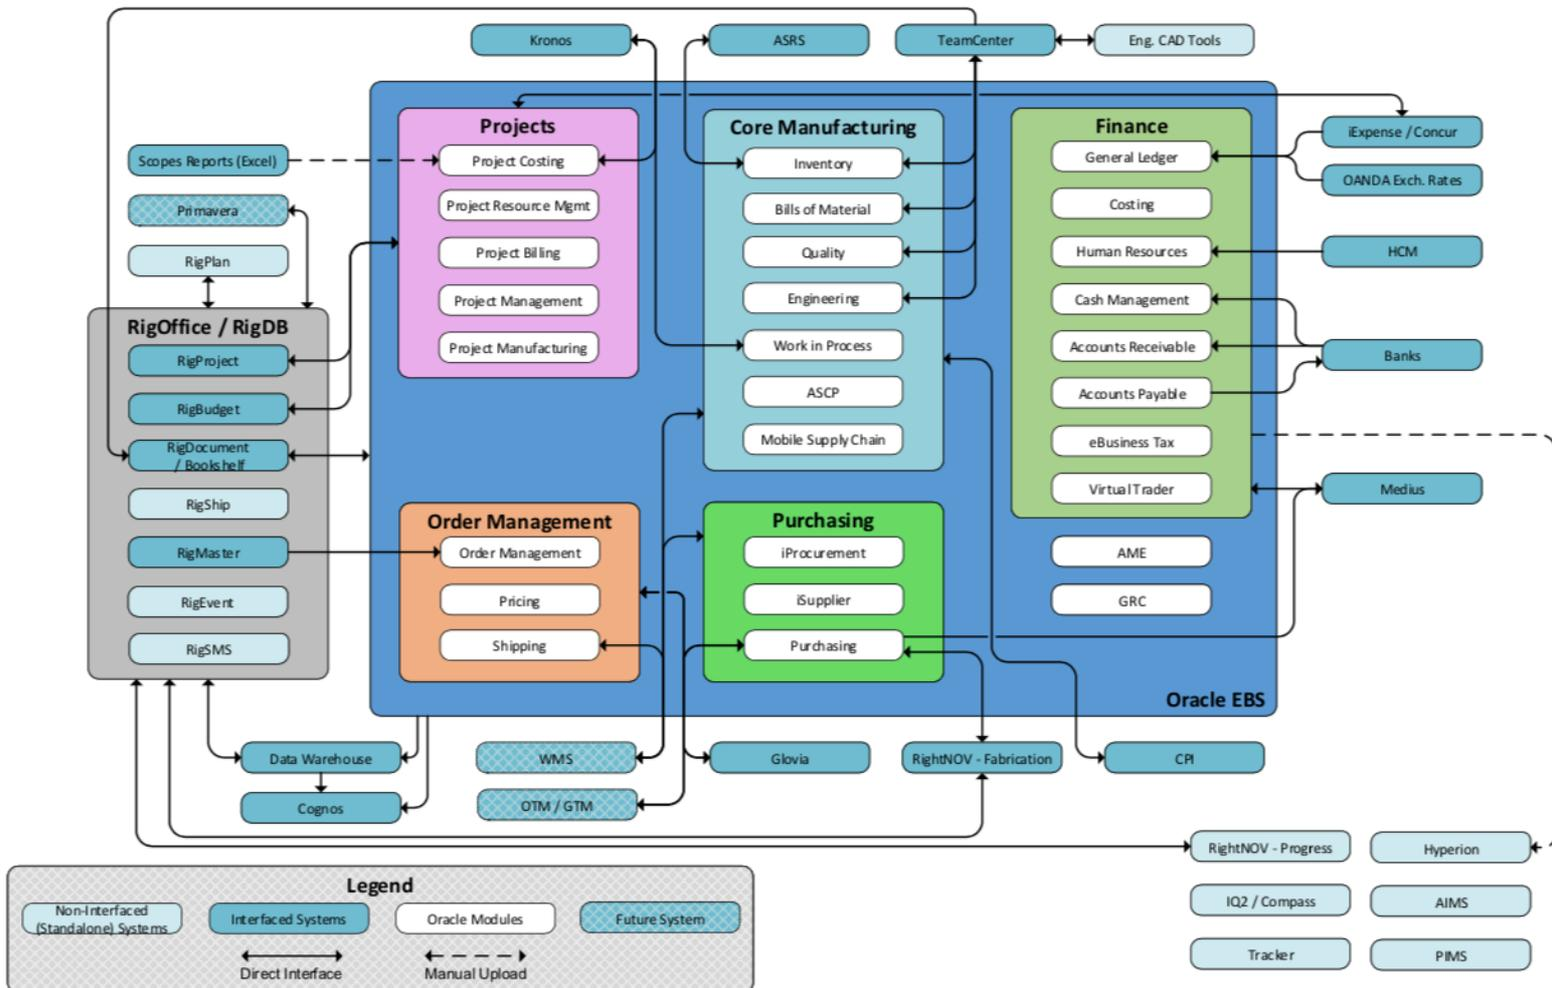 Kronos
ASRS
TeamCenter
Eng. CAD Tools
Projects
Project Costing
Project Resource Mgmt
Project Billing
Project Management
Project Manufacturing
Core Manufacturing
Inventory
Bills of Material
Quality
Engineering
Work in Process
ASCP
Mobile Supply Chain
Finance
General Ledger
Costing
Human Resources
Cash Management
Accounts Receivable
Accounts Payable
eBusiness Tax
Virtual Trader
AME
GRC
iExpense / Concur
OANDA Exch. Rates
HCM
Banks
Medius
Scopes Reports (Excel)
Primavera
RigPlan
RigOffice / RigDB
RigProject
RigBudget
RigDocument
/ Bookshelf
RigShip
RigMaster
RigEvent
RigSMS
Order Management
Order Management
Pricing
Shipping
Purchasing
iProcurement
iSupplier
Purchasing
Oracle EBS
Data Warehouse
Cognos
WMS
OTM / GTM
Glovia
RightNOV - Fabrication
CPI
RightNOV - Progress
Hyperion
IQ2 / Compass
AIMS
Tracker
PIMS
Legend
Non-Interfaced
(Standalone) Systems
Interfaced Systems
Oracle Modules
Future System
Direct Interface
Manual Upload